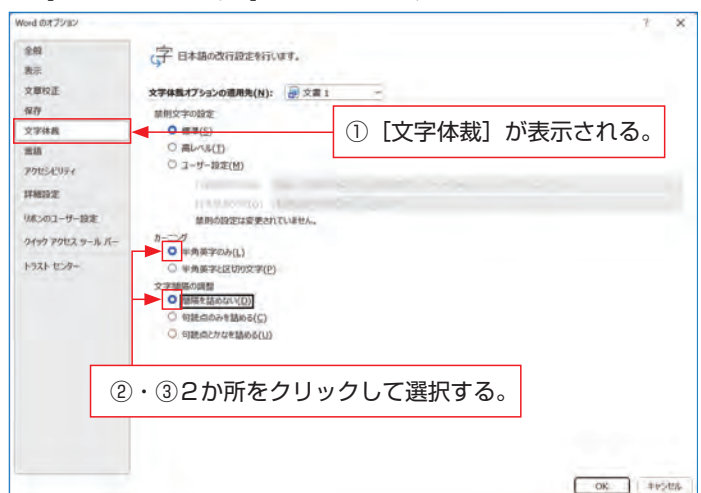 Word のオプション ? ×
全般
表示
文章校正
保存
文字体裁
言語
アクセシビリティ
詳細設定
リボンのユーザー設定
クイック アクセス ツール バー
トラスト センター
字 日本語の改行設定を行います。
文字体裁オプションの適用先(N): 文書 1
禁則文字の設定
標準(S)
高レベル(T)
ユーザー設定(M)
禁則の設定は変更されていません。
カーニング
半角英字のみ(L)
半角英字と区切り文字(P)
文字間隔の調整
間隔を詰めない(D)
句読点のみを詰める(C)
句読点とかなを詰める(U)
①［文字体裁］が表示される。
②・③2か所をクリックして選択する。
OK キャンセル